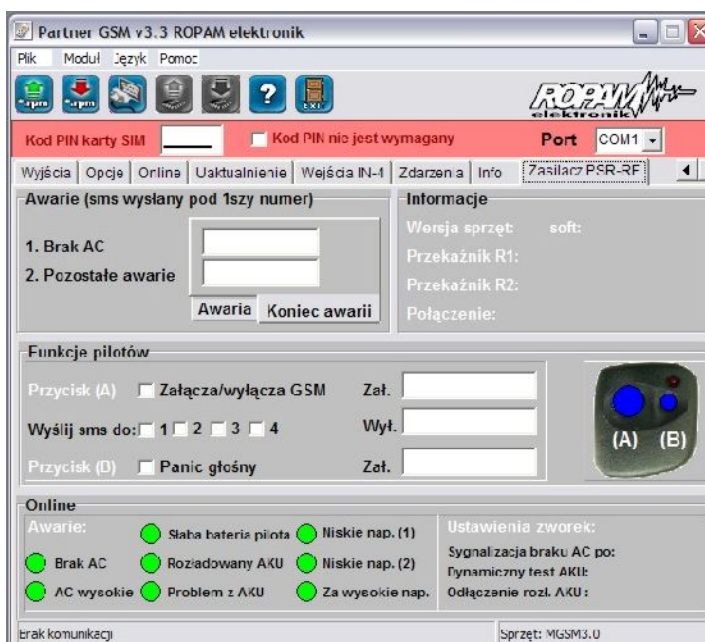 Partner GSM v3.3 ROPAM elektronik
Plik Moduł Język Pomoc
.rpm .rpm ? EXIT ROPAM elektronik
Kod PIN karty SIM Kod PIN nie jest wymagany Port COM1
Wyjścia Opcje Online Uaktualnienie Wejścia IN-4 Zdarzenia Info Zasilacz PSR-RF
Awarie (sms wysłany pod 1szy numer) Informacje
Wersja sprzęt: soft:
1. Brak AC
Przekaźnik R1:
2. Pozostałe awarie
Przekaźnik R2:
Awaria Koniec awarii
Połączenie:
Funkcje pilotów
Przycisk (A) Załącza/wyłącza GSM Zał.
Wyślij sms do: 1 2 3 4 Wył.
(A) (B)
Przycisk (B) Panic głośny Zał.
Online
Awarie: Słaba bateria pilota Niskie nap. (1) Ustawienia zworek:
Brak AC Rozładowany AKU Niskie nap. (2) Sygnalizacja braku AC po:
Dynamiczny test AKU:
AC wysokie Problem z AKU Za wysokie nap. Odłączenie rozł. AKU:
Brak komunikacji Sprzęt: MGSM3.0